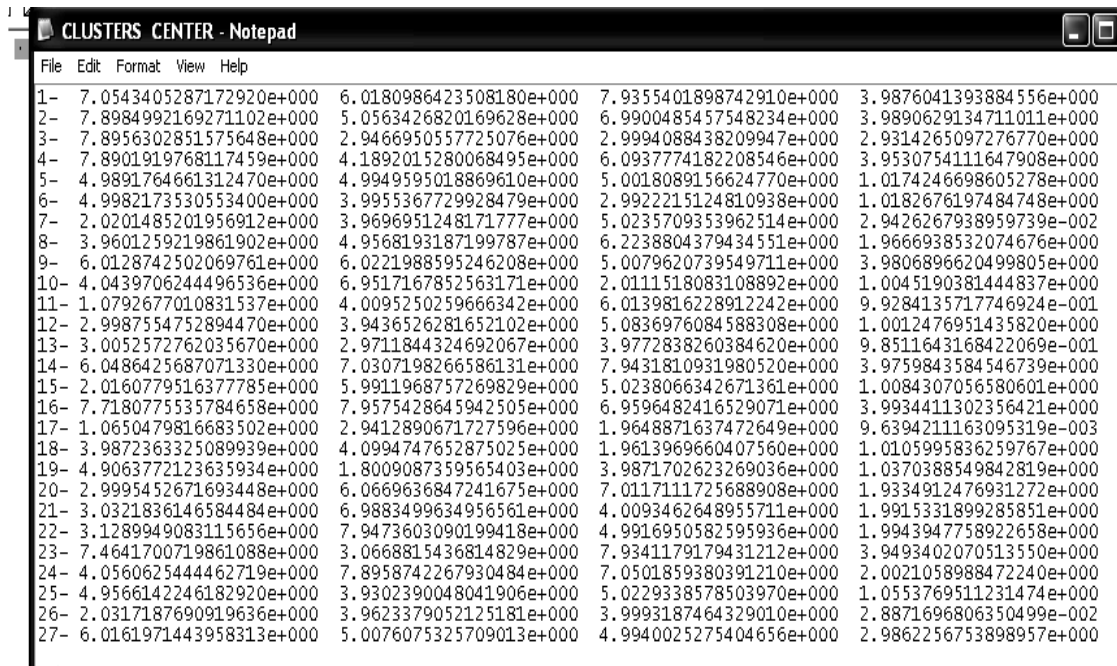 CLUSTERS CENTER - Notepad
File Edit Format View Help
1- 7.0543405287172920e+000 6.0180986423508180e+000 7.9355401898742910e+000 3.9876041393884556e+000
2- 7.8984992169271102e+000 5.0563426820169628e+000 6.9900485457548234e+000 3.9890629134711011e+000
3- 7.8956302851575648e+000 2.9466950557725076e+000 2.9994088438209947e+000 2.9314265097276770e+000
4- 7.8901919768117459e+000 4.1892015280068495e+000 6.0937774182208546e+000 3.9530754111647908e+000
5- 4.9891764661312470e+000 4.9949595018869610e+000 5.0018089156624770e+000 1.0174246698605278e+000
6- 4.9982173530553400e+000 3.9955367729928479e+000 2.9922215124810938e+000 1.0182676197484748e+000
7- 2.0201485201956912e+000 3.9696951248171777e+000 5.0235709353962514e+000 2.9426267938959739e-002
8- 3.9601259219861902e+000 4.9568193187199787e+000 6.2238804379434551e+000 1.9666938532074676e+000
9- 6.0128742502069761e+000 6.0221988595246208e+000 5.0079620739549711e+000 3.9806896620499805e+000
10- 4.0439706244496536e+000 6.9517167852563171e+000 2.0111518083108892e+000 1.0045190381444837e+000
11- 1.0792677010831537e+000 4.0095250259666342e+000 6.0139816228912242e+000 9.9284135717746924e-001
12- 2.9987554752894470e+000 3.9436526281652102e+000 5.0836976084588308e+000 1.0012476951435820e+000
13- 3.0052572762035670e+000 2.9711844324692067e+000 3.9772838260384620e+000 9.8511643168422069e-001
14- 6.0486425687071330e+000 7.0307198266586131e+000 7.9431810931980520e+000 3.9759843584546739e+000
15- 2.0160779516377785e+000 5.9911968757269829e+000 5.0238066342671361e+000 1.0084307056580601e+000
16- 7.7180775535784658e+000 7.9575428645942505e+000 6.9596482416529071e+000 3.9934411302356421e+000
17- 1.0650479816683502e+000 2.9412890671727596e+000 1.9648871637472649e+000 9.6394211163095319e-003
18- 3.9872363325089939e+000 4.0994747652875025e+000 1.9613969660407560e+000 1.0105995836259767e+000
19- 4.9063772123635934e+000 1.8009087359565403e+000 3.9871702623269036e+000 1.0370388549842819e+000
20- 2.9995452671693448e+000 6.0669636847241675e+000 7.0117111725688908e+000 1.9334912476931272e+000
21- 3.0321836146584484e+000 6.9883499634956561e+000 4.0093462648955711e+000 1.9915331899285851e+000
22- 3.1289949083115656e+000 7.9473603090199418e+000 4.9916950582595936e+000 1.9943947758922658e+000
23- 7.4641700719861088e+000 3.0668815436814829e+000 7.9341179179431212e+000 3.9493402070513550e+000
24- 4.0560625444462719e+000 7.8958742267930484e+000 7.0501859380391210e+000 2.0021058988472240e+000
25- 4.9566142246182920e+000 3.9302390048041906e+000 5.0229338578503970e+000 1.0553769511231474e+000
26- 2.0317187690919636e+000 3.9623379052125181e+000 3.9993187464329010e+000 2.8871696806350499e-002
27- 6.0161971443958313e+000 5.0076075325709013e+000 4.9940025275404656e+000 2.9862256753898957e+000